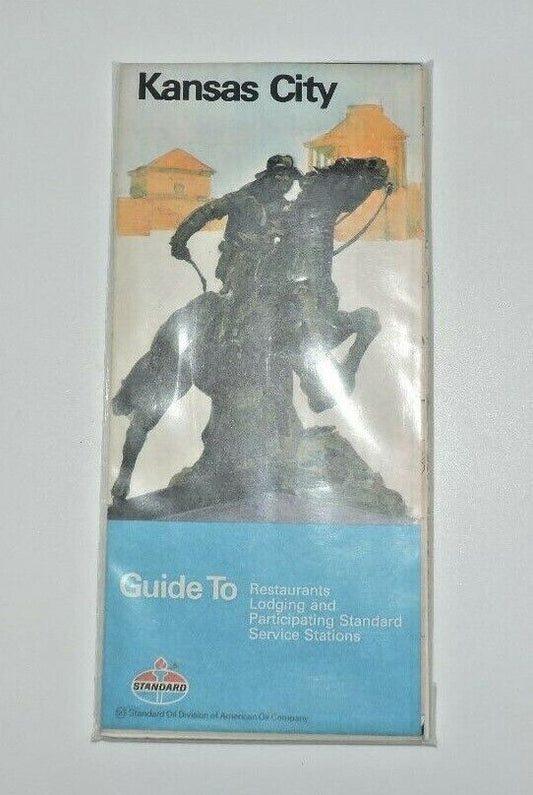 Kansas City
Guide To
Restaurants
Lodging and
Participating Standard
Service Stations
STANDARD
Standard Oil Division of American Oil Company